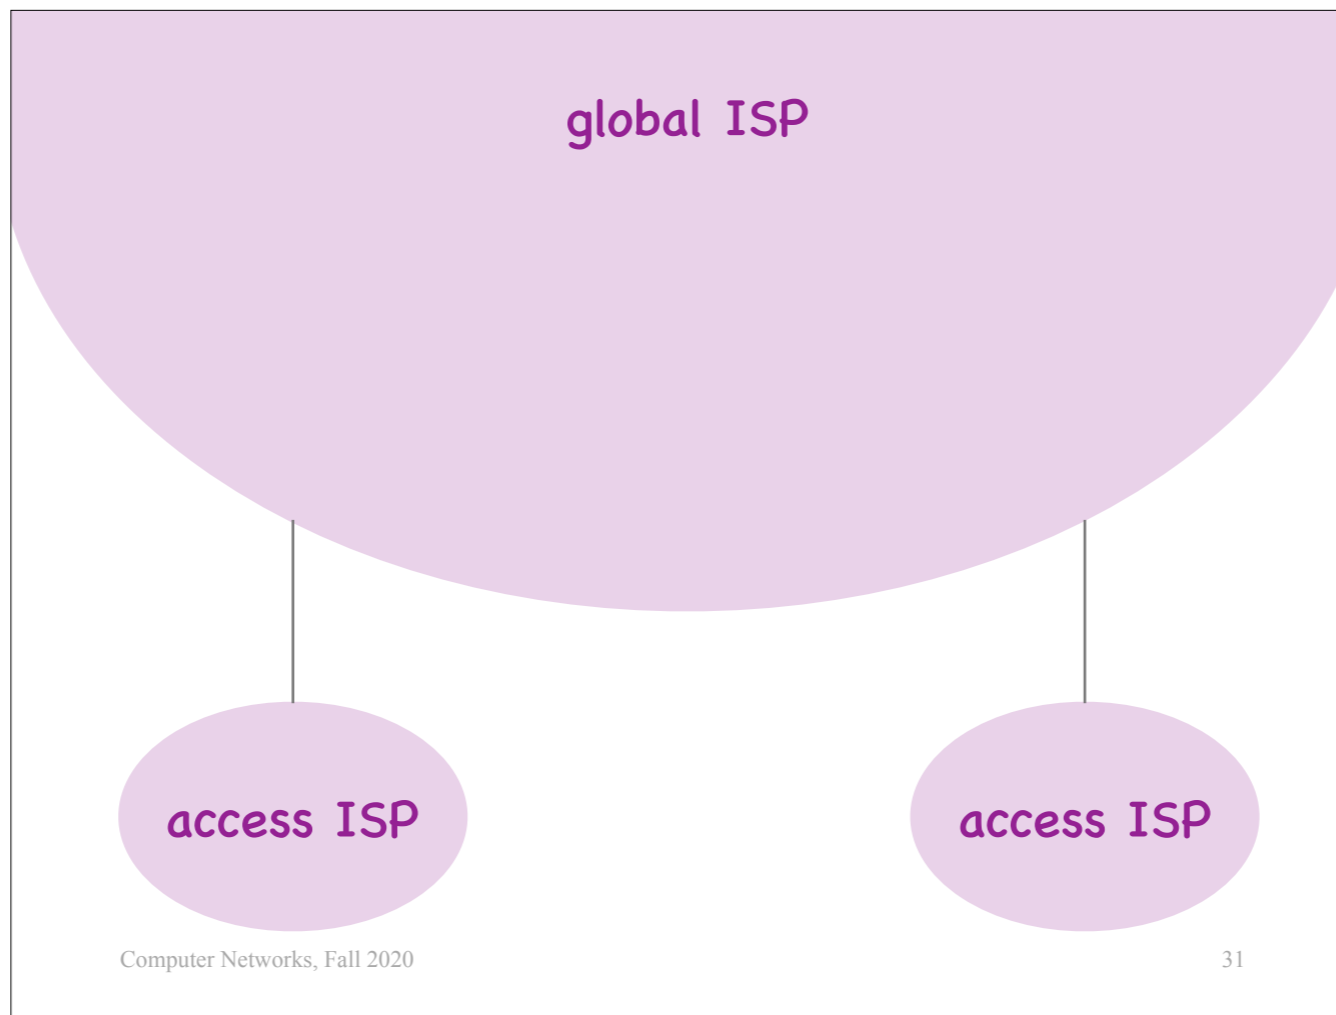 global ISP
access ISP
access ISP
Computer Networks, Fall 2020
31